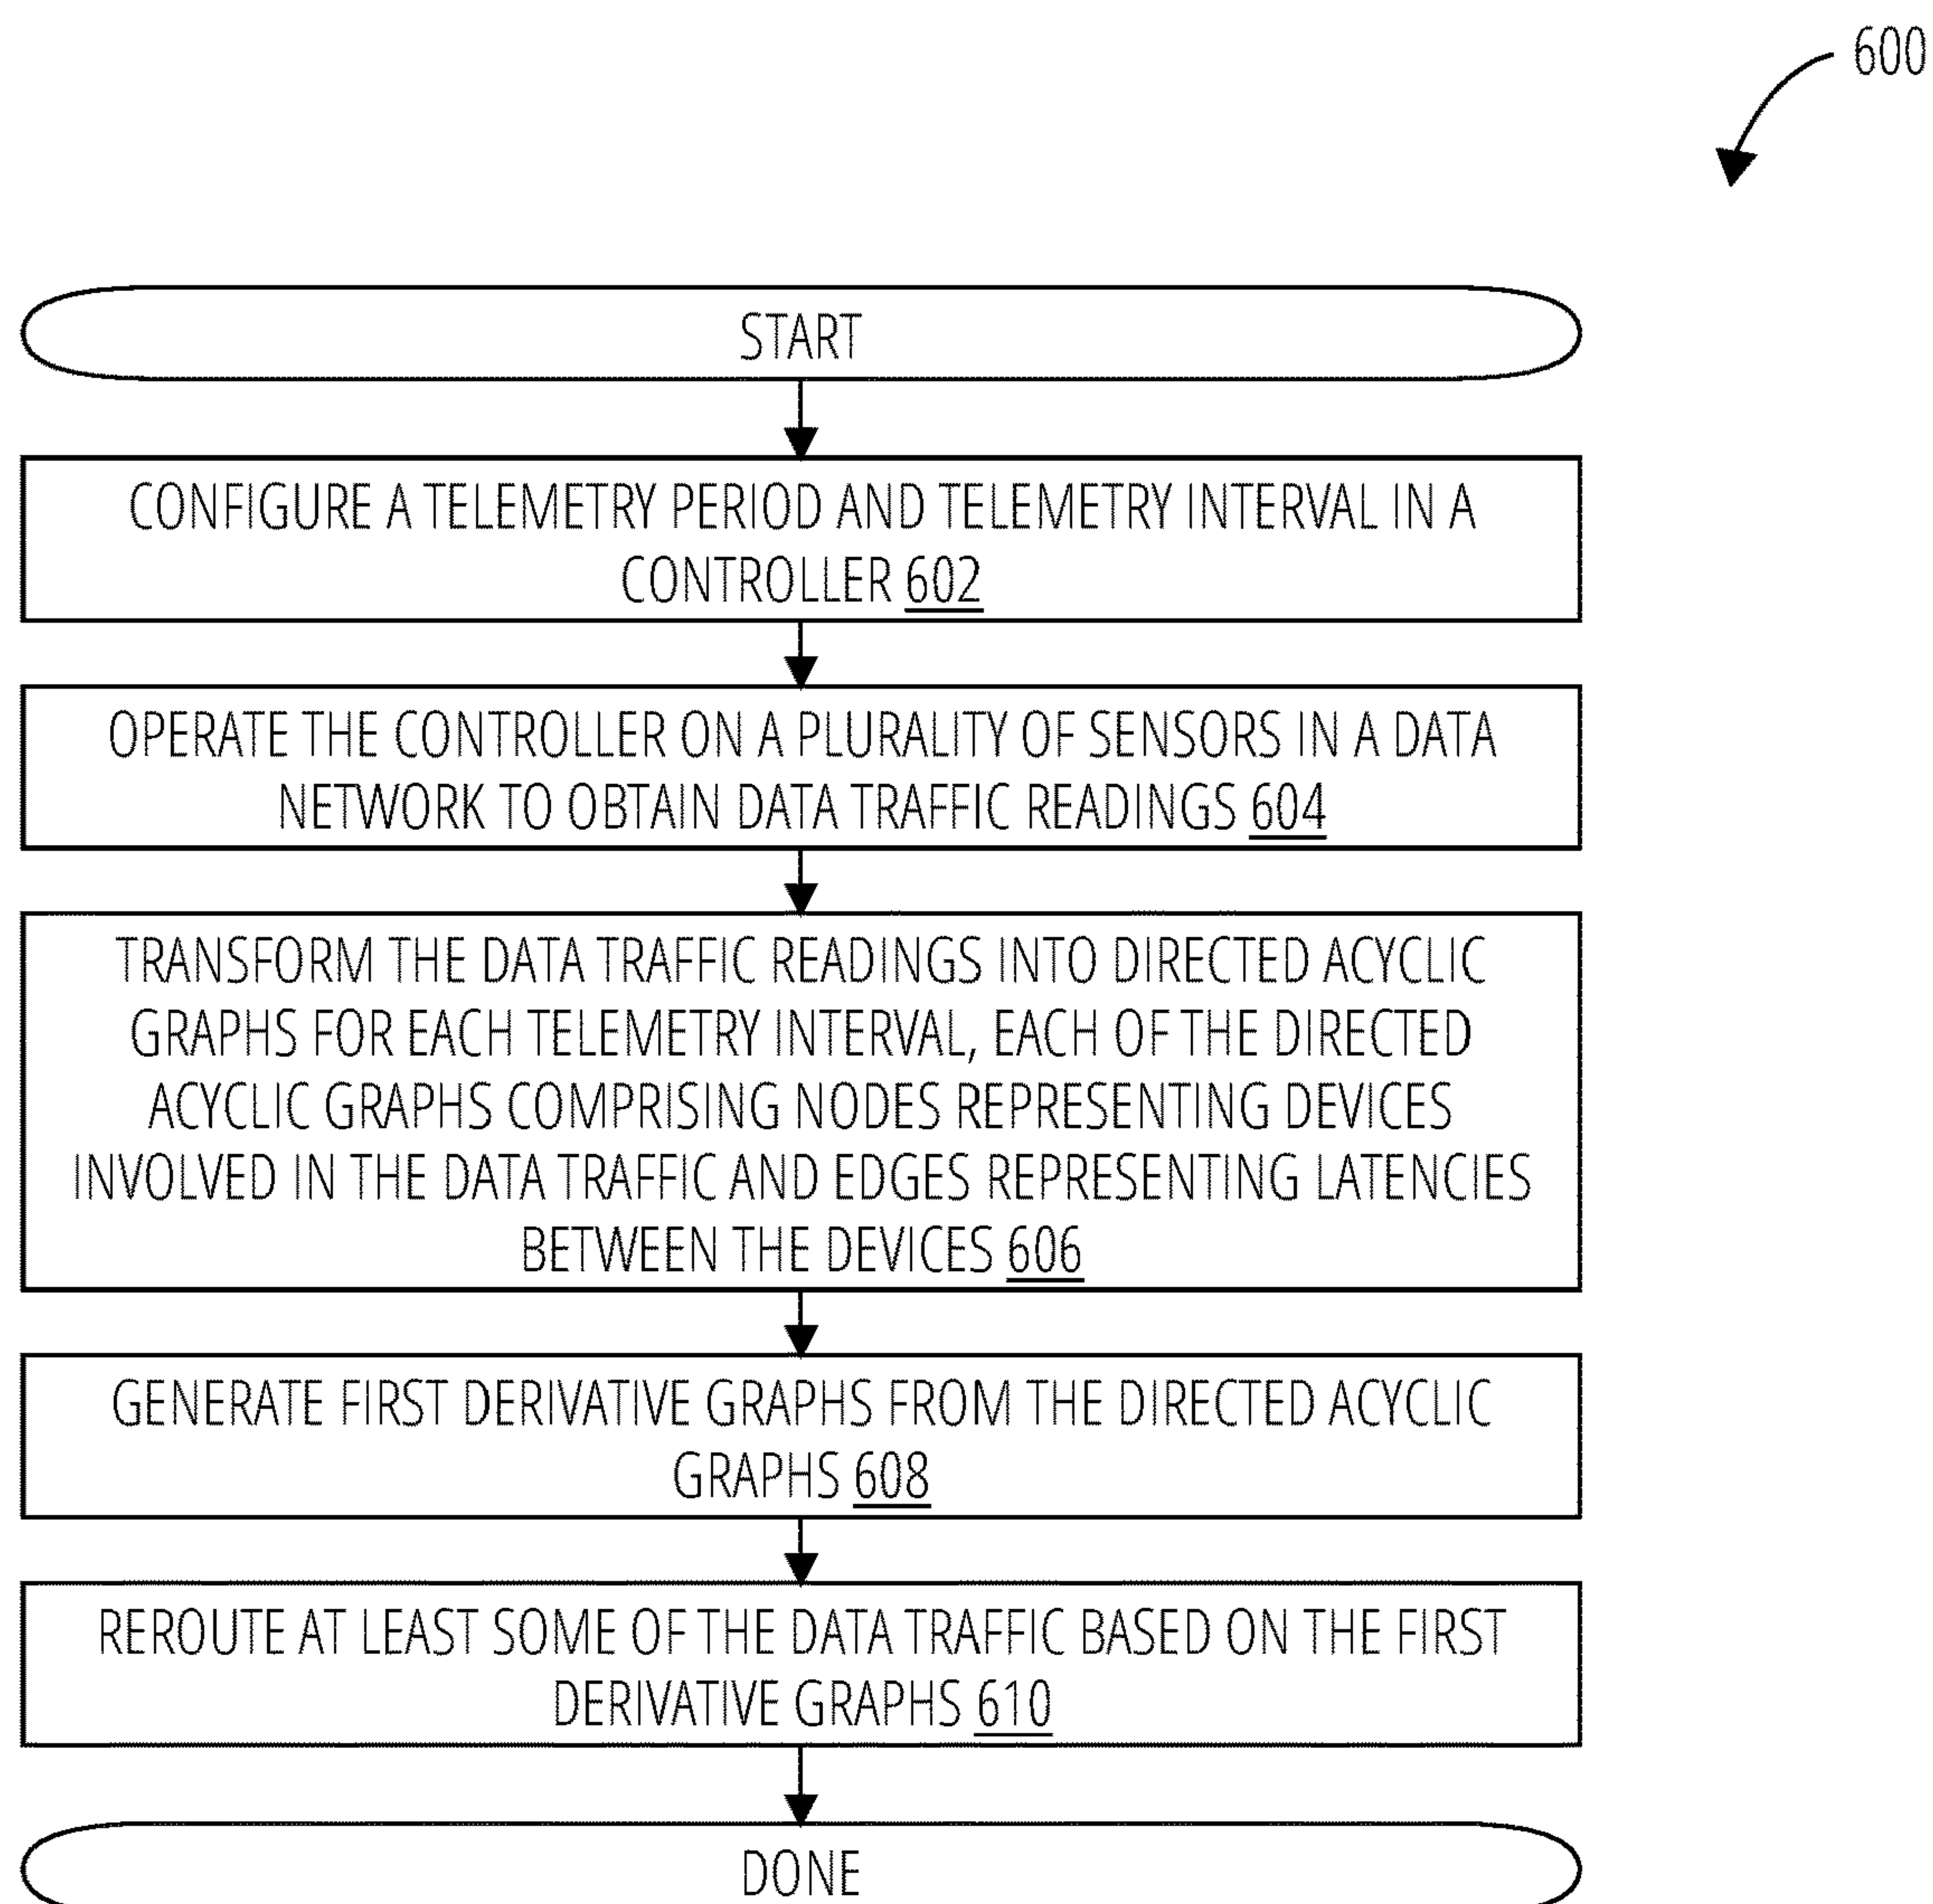 600
START
CONFIGURE A TELEMETRY PERIOD AND TELEMETRY INTERVAL IN A
CONTROLLER 602
OPERATE THE CONTROLLER ON A PLURALITY OF SENSORS IN A DATA
NETWORK TO OBTAIN DATA TRAFFIC READINGS 604
TRANSFORM THE DATA TRAFFIC READINGS INTO DIRECTED ACYCLIC
GRAPHS FOR EACH TELEMETRY INTERVAL, EACH OF THE DIRECTED
ACYCLIC GRAPHS COMPRISING NODES REPRESENTING DEVICES
INVOLVED IN THE DATA TRAFFIC AND EDGES REPRESENTING LATENCIES
BETWEEN THE DEVICES 606
GENERATE FIRST DERIVATIVE GRAPHS FROM THE DIRECTED ACYCLIC
GRAPHS 608
REROUTE AT LEAST SOME OF THE DATA TRAFFIC BASED ON THE FIRST
DERIVATIVE GRAPHS 610
DONE